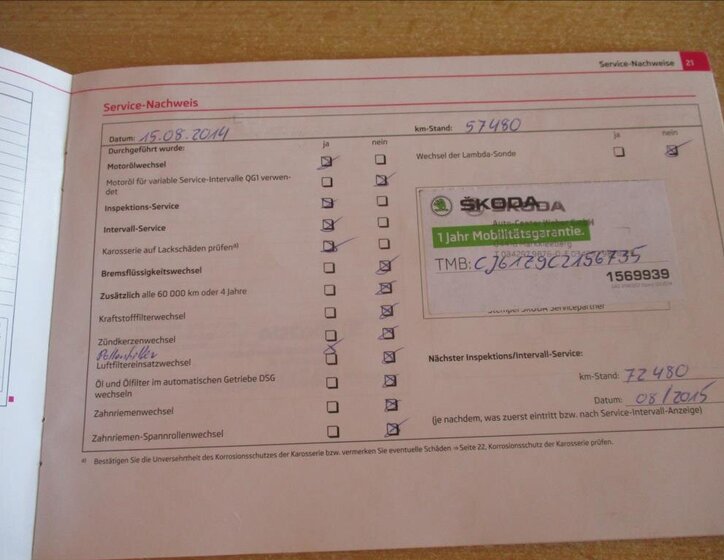 Service-Nachweise 21
Service-Nachweis
Datum: 15.08.2014 km-Stand: 57480
Durchgeführt wurde: ja nein ja nein
Motorölwechsel
Wechsel der Lambda-Sonde
Motoröl für variable Service-Intervalle QG1 verwen-
det
Inspektions-Service
Intervall-Service
Karosserie auf Lackschäden prüfen a)
Bremsflüssigkeitswechsel
Zusätzlich alle 60 000 km oder 4 Jahre
Kraftstofffilterwechsel
Zündkerzenwechsel
Pollenfilter
Luftfiltereinsatzwechsel
Öl und Ölfilter im automatischen Getriebe DSG
wechseln
Zahnriemenwechsel
Zahnriemen-Spannrollenwechsel
ŠKODA
1 Jahr Mobilitätsgarantie.
TMB: CJ6129C2156735
1569939
Stempel ŠKODA Servicepartner
Nächster Inspektions/Intervall-Service:
km-Stand: 72480
Datum: 08/2015
(je nachdem, was zuerst eintritt bzw. nach Service-Intervall-Anzeige)
a) Bestätigen Sie die Unversehrtheit des Korrosionsschutzes der Karosserie bzw. vermerken Sie eventuelle Schäden ⇒ Seite 22, Korrosionsschutz der Karosserie prüfen.